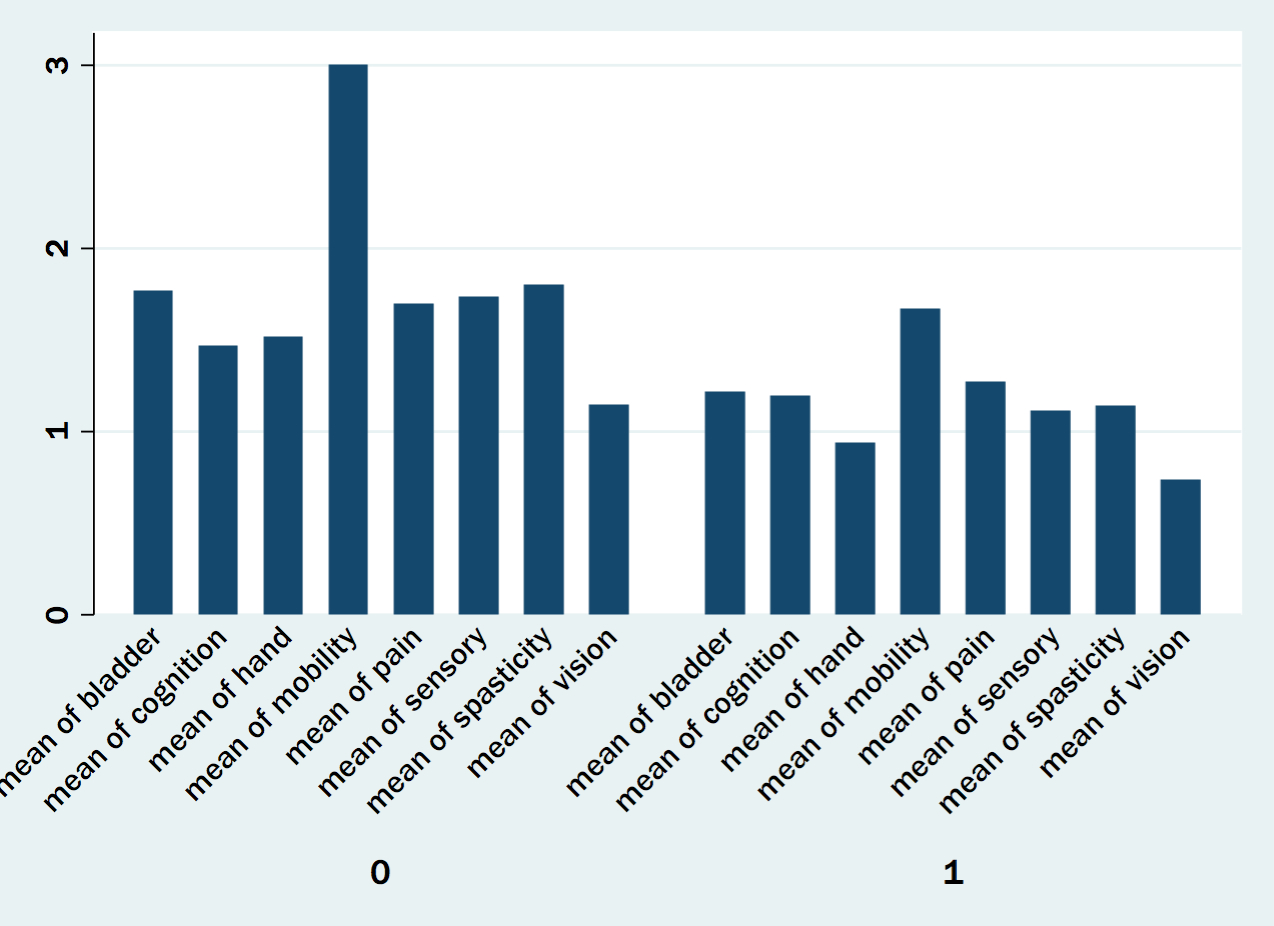 3
2
1
0
mean of bladder
mean of cognition
mean of hand
mean of mobility
mean of pain
mean of sensory
mean of spasticity
mean of vision
mean of bladder
mean of cognition
mean of hand
mean of mobility
mean of pain
mean of sensory
mean of spasticity
mean of vision
0
1